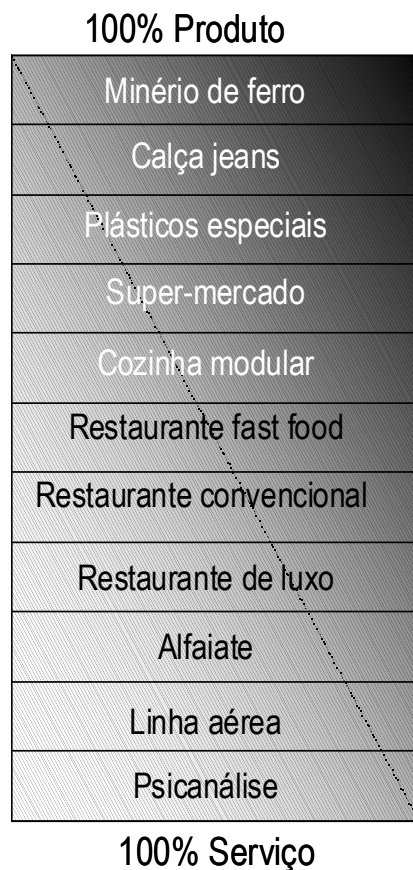 100% Produto
Minério de ferro
Calça jeans
Plásticos especiais
Super-mercado
Cozinha modular
Restaurante fast food
Restaurante convencional
Restaurante de luxo
Alfaiate
Linha aérea
Psicanálise
100% Serviço